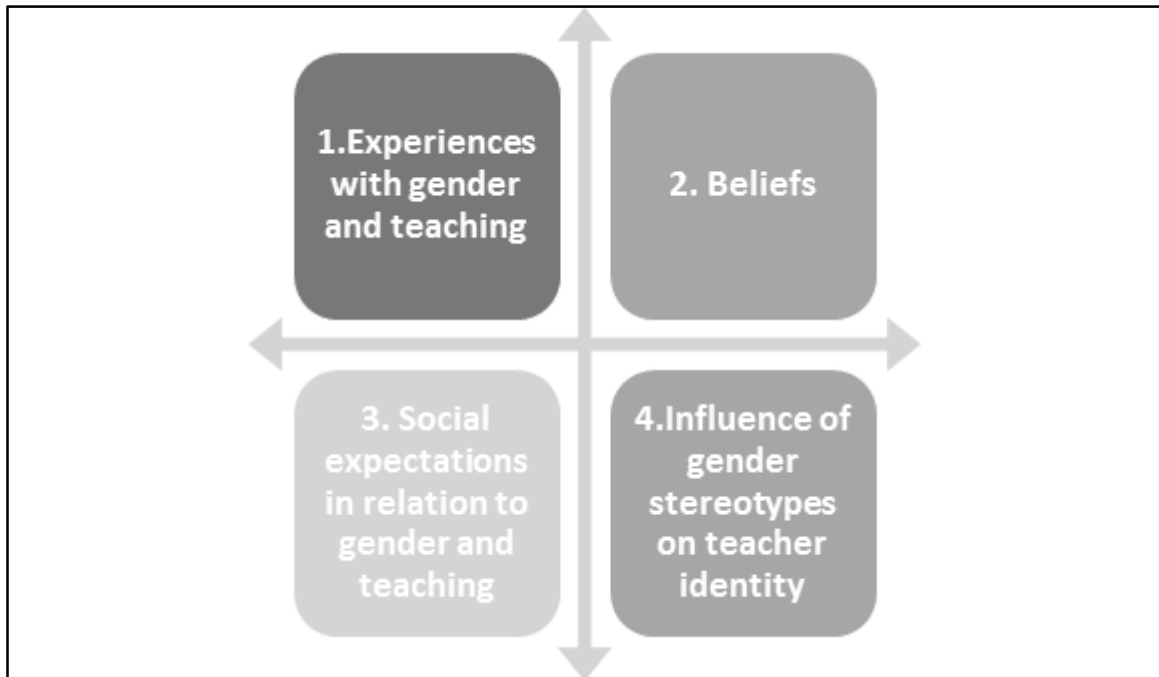 1.Experiences
with gender
and teaching
2. Beliefs
3. Social
expectations
in relation to
gender and
teaching
4.Influence of
gender
stereotypes
on teacher
identity